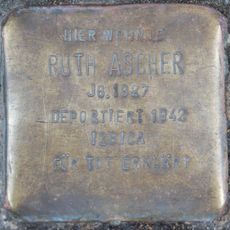 HIER WOHNTE
RUTH ASCHER
JG. 1927
DEPORTIERT 1942
IZBICA
FÜR TOT ERKLÄRT